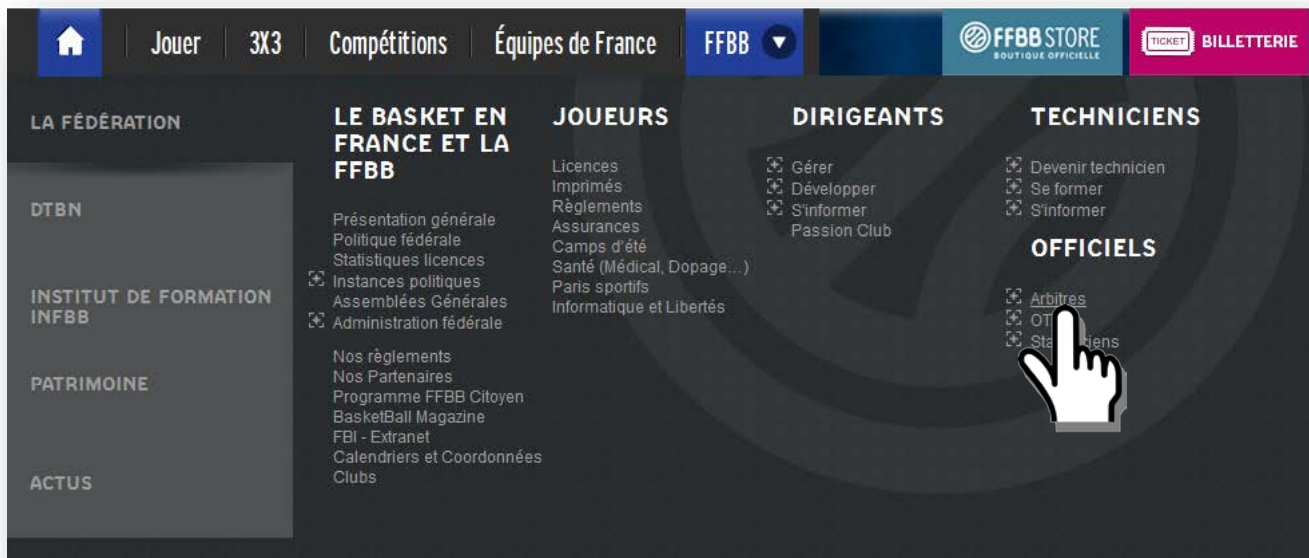 Jouer 3X3 Compétitions Équipes de France FFBB
FFBB STORE
BOUTIQUE OFFICIELLE
TICKET BILLETTERIE
LA FÉDÉRATION
DTBN
INSTITUT DE FORMATION
INFBB
PATRIMOINE
ACTUS
LE BASKET EN
FRANCE ET LA
FFBB
Présentation générale
Politique fédérale
Statistiques licences
Instances politiques
Assemblées Générales
Administration fédérale
Nos règlements
Nos Partenaires
Programme FFBB Citoyen
BasketBall Magazine
FBI - Extranet
Calendriers et Coordonnées
Clubs
JOUEURS
Licences
Imprimés
Règlements
Assurances
Camps d'été
Santé (Médical, Dopage...)
Paris sportifs
Informatique et Libertés
DIRIGEANTS
Gérer
Développer
S'informer
Passion Club
TECHNICIENS
Devenir technicien
Se former
S'informer
OFFICIELS
Arbitres